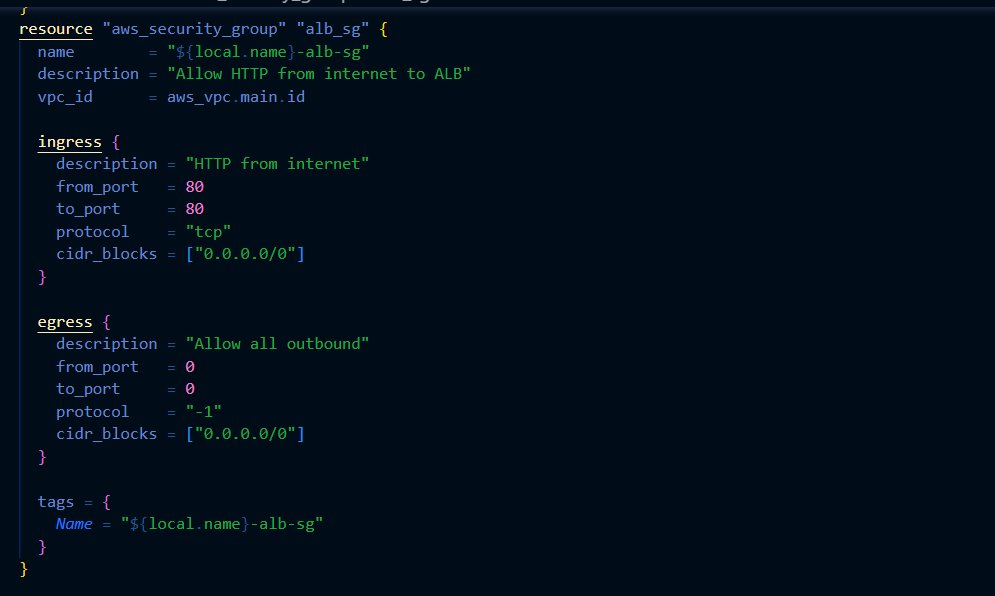 }
resource "aws_security_group" "alb_sg" {
  name        = "${local.name}-alb-sg"
  description = "Allow HTTP from internet to ALB"
  vpc_id      = aws_vpc.main.id

  ingress {
    description = "HTTP from internet"
    from_port   = 80
    to_port     = 80
    protocol    = "tcp"
    cidr_blocks = ["0.0.0.0/0"]
  }

  egress {
    description = "Allow all outbound"
    from_port   = 0
    to_port     = 0
    protocol    = "-1"
    cidr_blocks = ["0.0.0.0/0"]
  }

  tags = {
    Name = "${local.name}-alb-sg"
  }
}